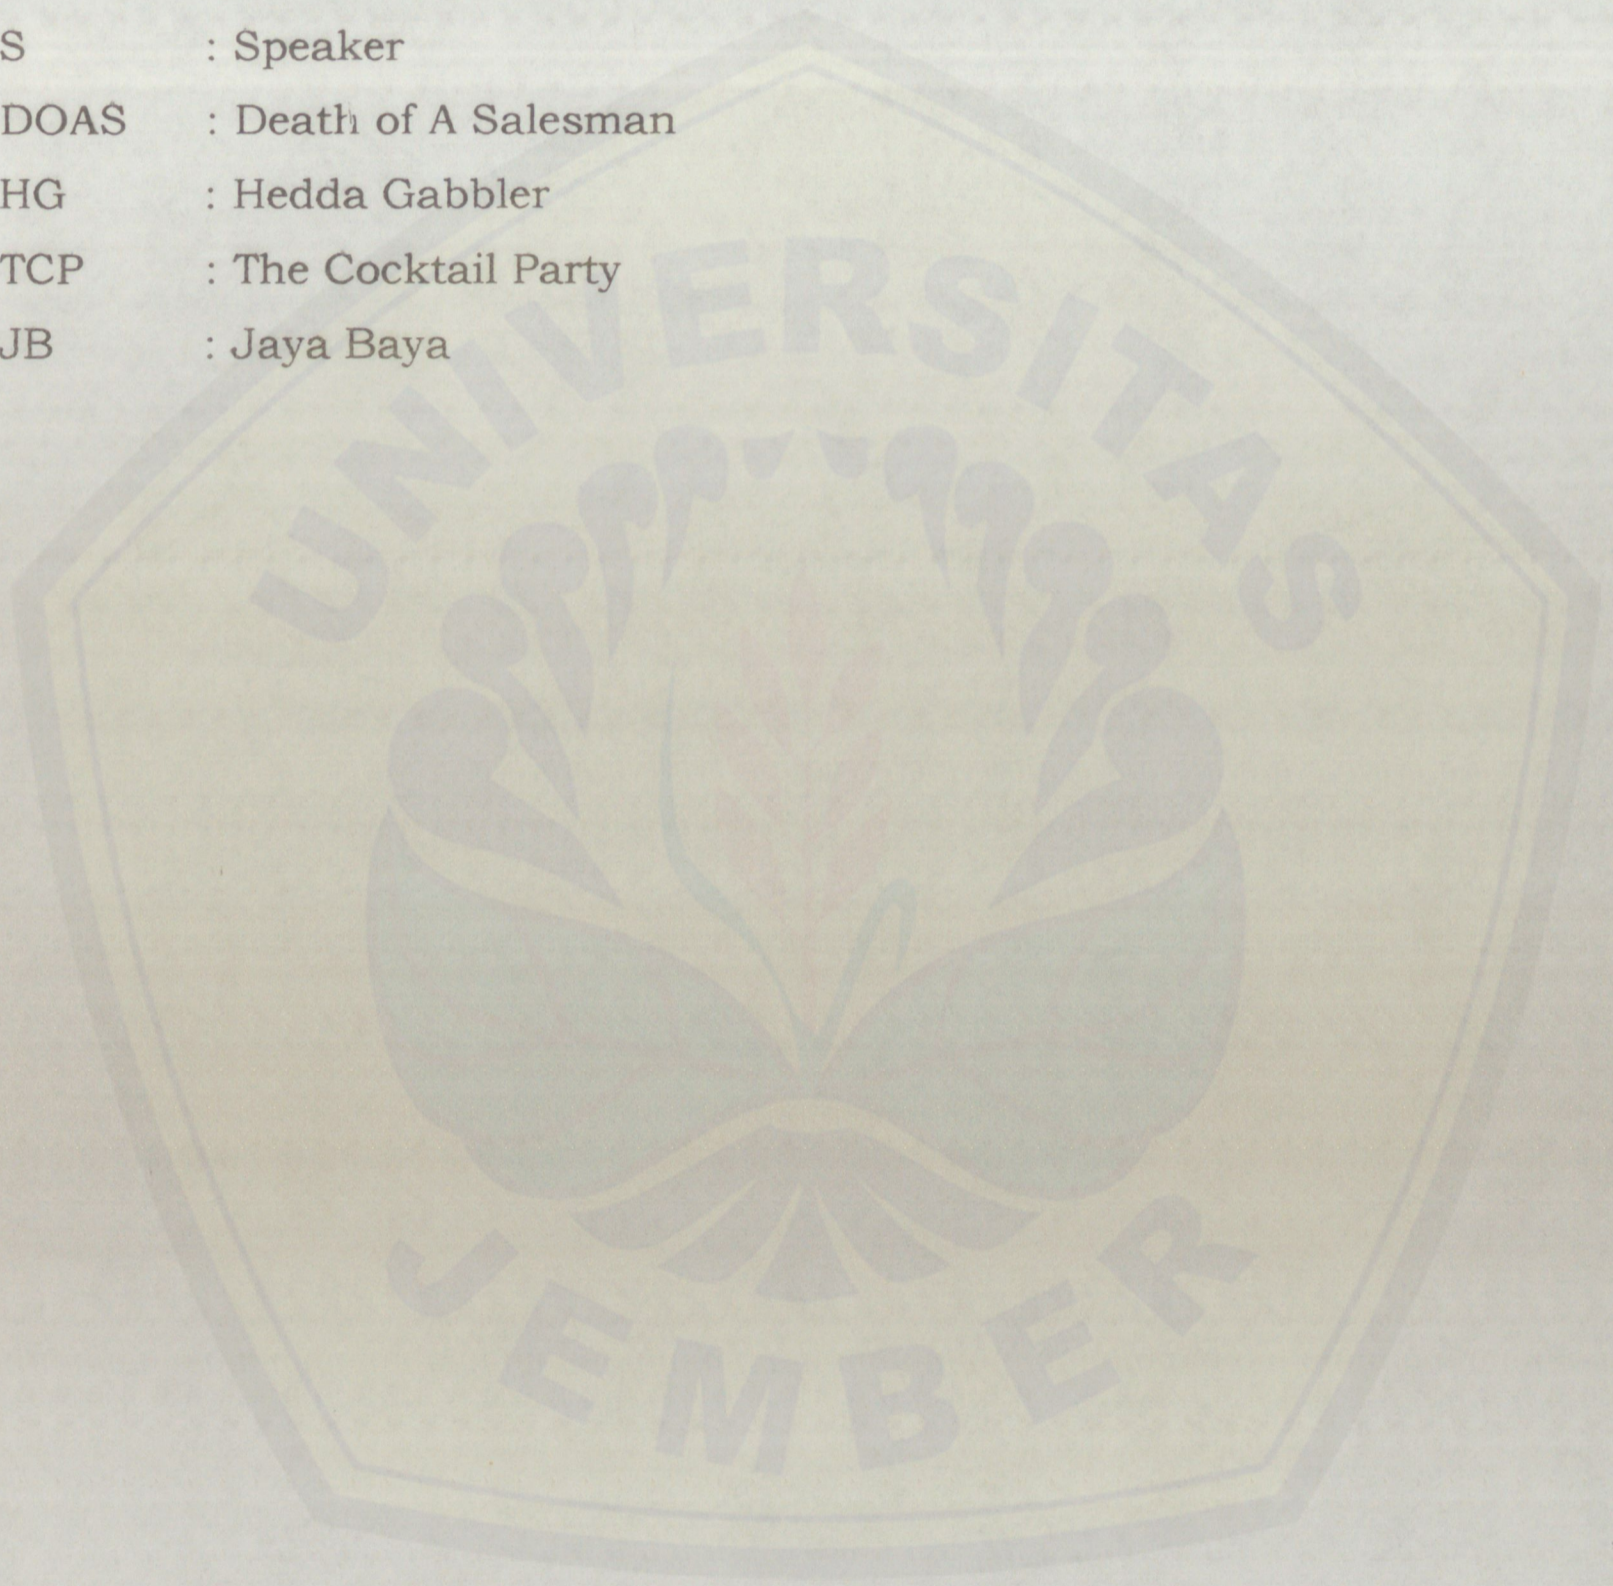 S : Speaker
DOAS : Death of A Salesman
HG : Hedda Gabbler
TCP : The Cocktail Party
JB : Jaya Baya
UNIVERSITAS
JEMBER